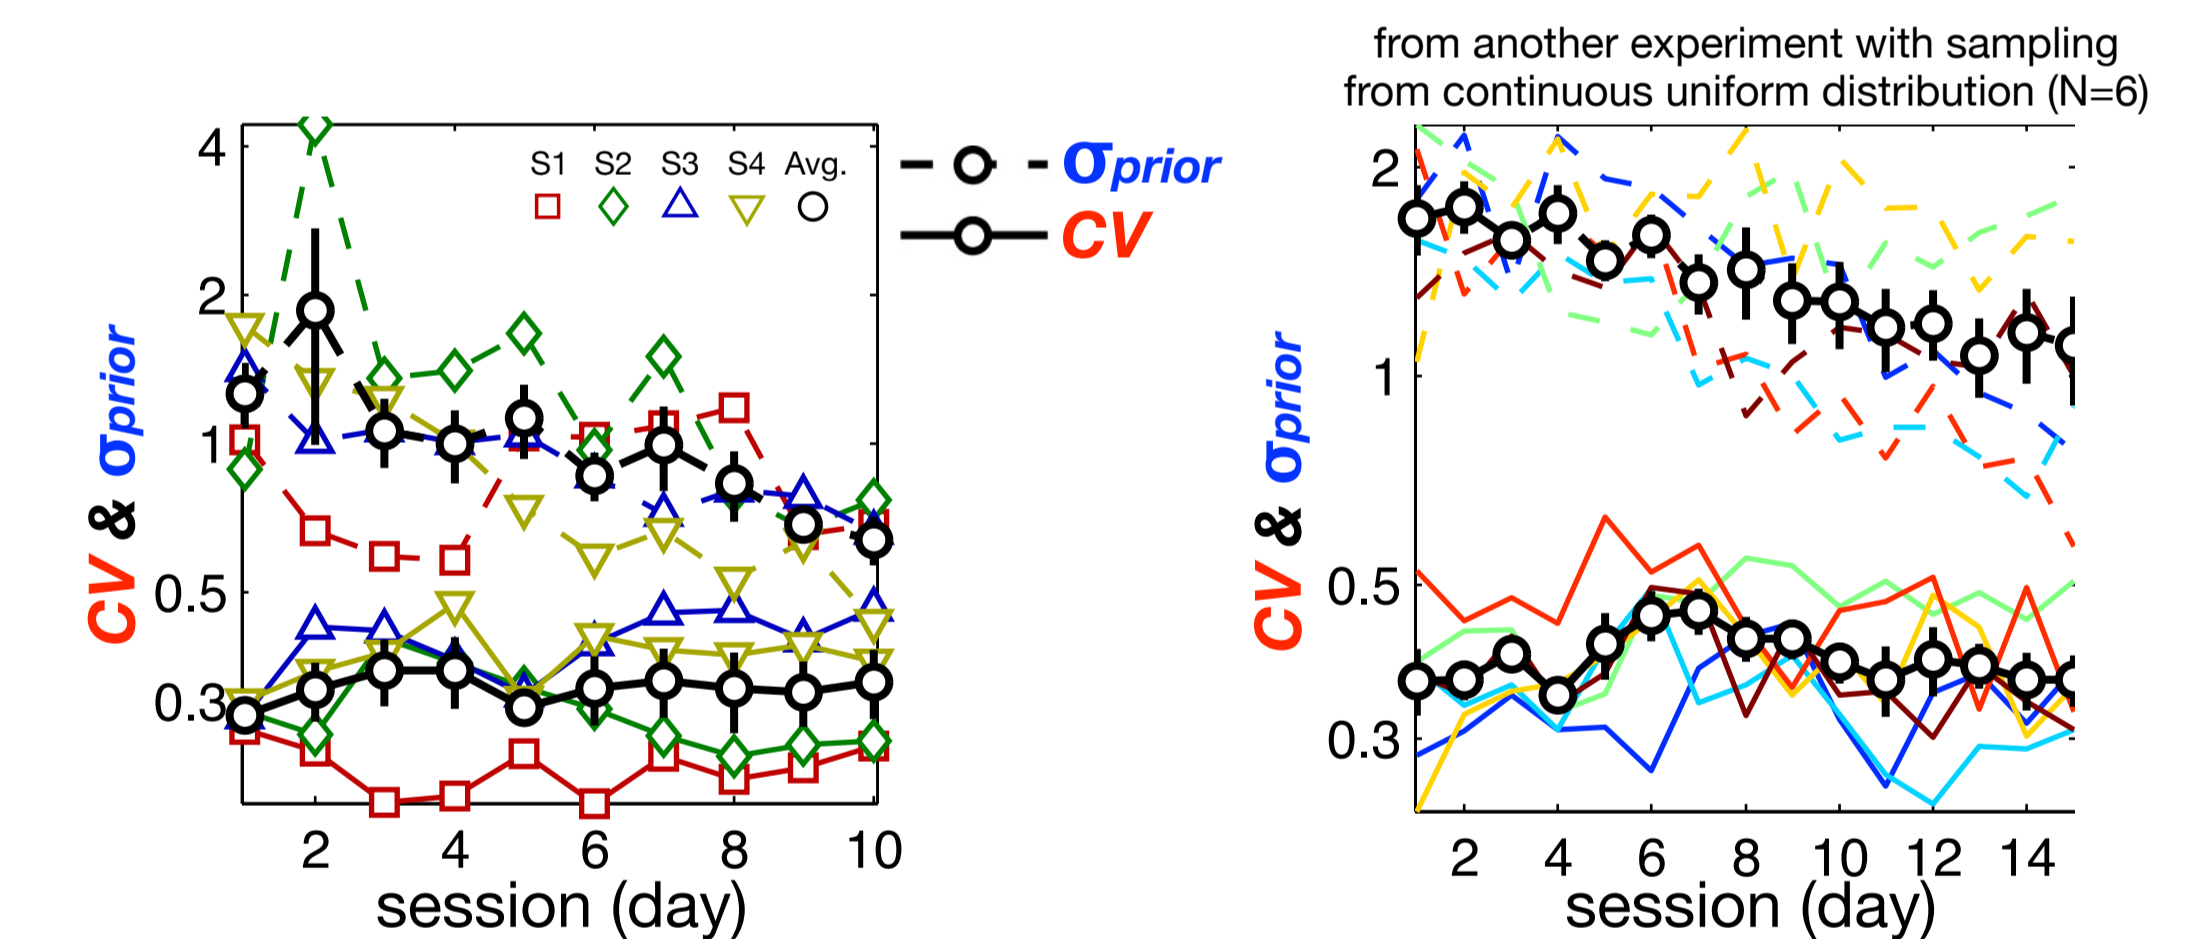 from another experiment with sampling
from continuous uniform distribution (N=6)
4
2
1
0.5
0.3
CV & σprior
S1 S2 S3 S4 Avg.
σprior
CV
2 4 6 8 10
session (day)
2
1
0.5
0.3
CV & σprior
2 4 6 8 10 12 14
session (day)